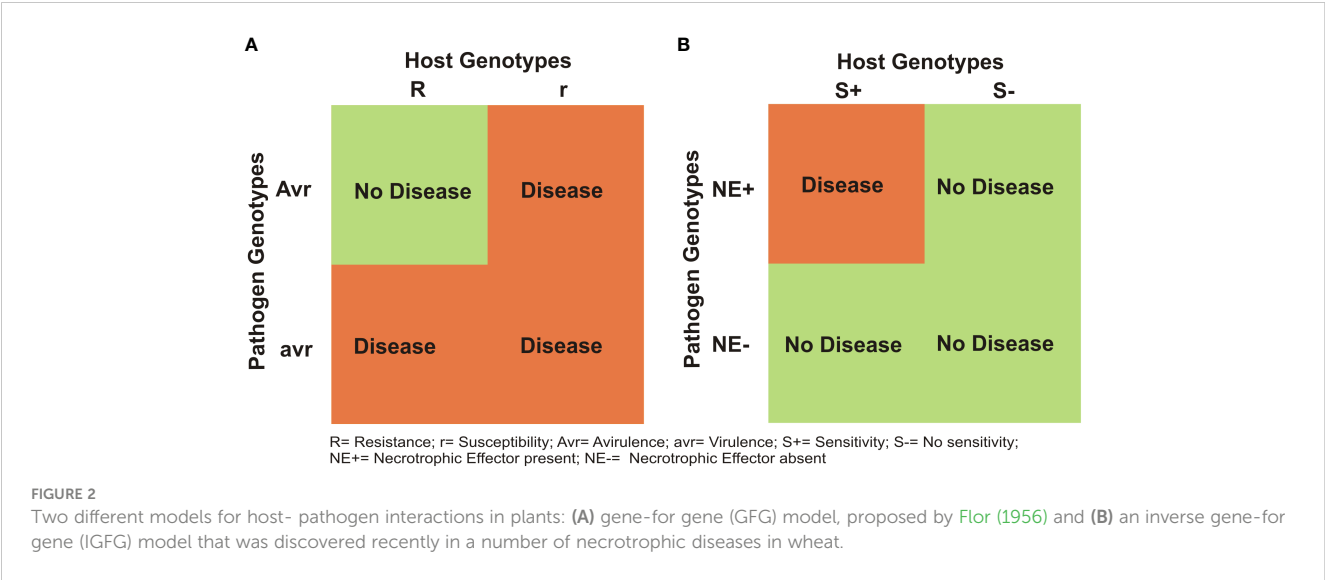 A
Host Genotypes
R r
Pathogen Genotypes
Avr
No Disease Disease
avr
Disease Disease
B
Host Genotypes
S+ S-
Pathogen Genotypes
NE+
Disease No Disease
NE-
No Disease No Disease
R= Resistance; r= Susceptibility; Avr= Avirulence; avr= Virulence; S+= Sensitivity; S-= No sensitivity;
NE+= Necrotrophic Effector present; NE-= Necrotrophic Effector absent
FIGURE 2
Two different models for host- pathogen interactions in plants: (A) gene-for gene (GFG) model, proposed by Flor (1956) and (B) an inverse gene-for
gene (IGFG) model that was discovered recently in a number of necrotrophic diseases in wheat.